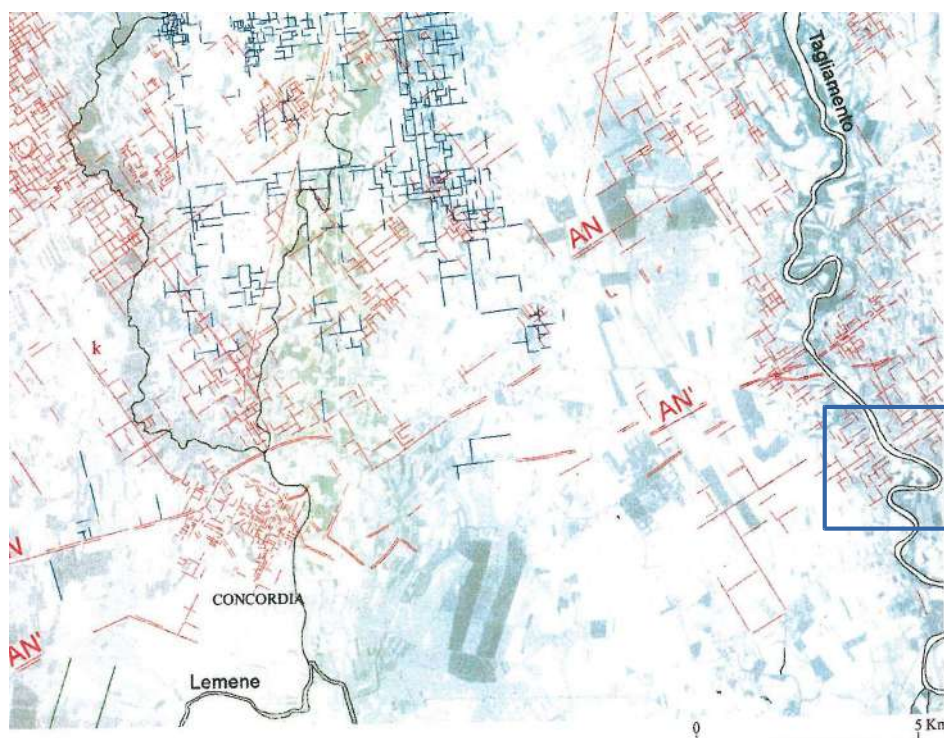 Tagliamento
AN
k
AN'
N
CONCORDIA
AN'
Lemene
0 5 Km